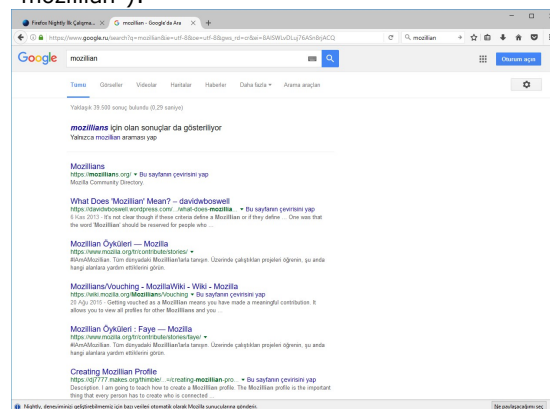 "mozillian"):
Firefox Nightly İlk Çalışma...
mozillian - Google'da Ara
https://www.google.ru/search?q=mozillian&ie=utf-8&oe=utf-8&gws_rd=cr&ei=
mozillian
Google
mozillian
Oturum açın
Tümü Görseller Videolar Haritalar Haberler Daha fazla Arama araçları
Yaklaşık 39.500 sonuç bulundu (0,29 saniye)
mozillians için olan sonuçlar da gösteriliyor
Yalnızca mozillian araması yap
Mozillians
https://mozillians.org/ Bu sayfanın çevirisini yap
Mozilla Community Directory.
What Does 'Mozillian' Mean? – davidwboswell
https://davidwboswell.wordpress.com/.../what-does-mozillia... Bu sayfanın çevirisini yap
6 Kas 2013 - It's not clear though if these criteria define a Mozillian or if they define ... One was that
the word 'Mozillian' should be reserved for people who ...
Mozillian Öyküleri — Mozilla
https://www.mozilla.org/tr/contribute/stories/
#IAmAMozillian. Tüm dünyadaki Mozillian'larla tanışın. Üzerinde çalıştıkları projeleri öğrenin, şu anda
hangi alanlara yardım ettiklerini görün.
Mozillians/Vouching - MozillaWiki - Wiki - Mozilla
https://wiki.mozilla.org/Mozillians/Vouching Bu sayfanın çevirisini yap
20 Ağu 2015 - Getting vouched as a Mozillian means you have made a meaningful contribution. It
allows you to view all profiles for other Mozillians and you ...
Mozillian Öyküleri : Faye — Mozilla
https://www.mozilla.org/tr/contribute/stories/faye/
#IAmAMozillian. Tüm dünyadaki Mozillian'larla tanışın. Üzerinde çalıştıkları projeleri öğrenin, şu anda
hangi alanlara yardım ettiklerini görün.
Creating Mozillian Profile
https://dj7777.makes.org/thimble/...=/creating-mozillian-pro... Bu sayfanın çevirisini yap
Description. I am going to teach how to create a Mozillian profile. The Mozillian profile is the important
thing that every person has to create who is connected ...
Nightly, deneyiminizi geliştirebilmemiz için bazı verileri otomatik olarak Mozilla sunucularına gönderir.
Ne paylaşacağımı seç